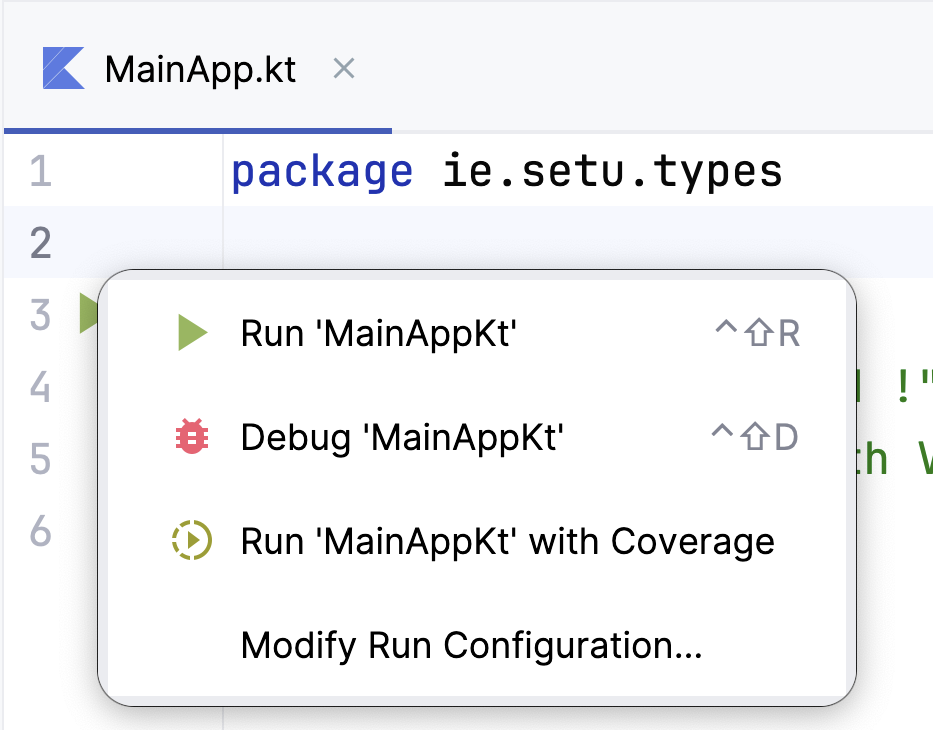 MainApp.kt ×
1 package ie.setu.types
2
3
4 !"
5 h V
6
Run 'MainAppKt' ^⇧R
Debug 'MainAppKt' ^⇧D
Run 'MainAppKt' with Coverage
Modify Run Configuration...